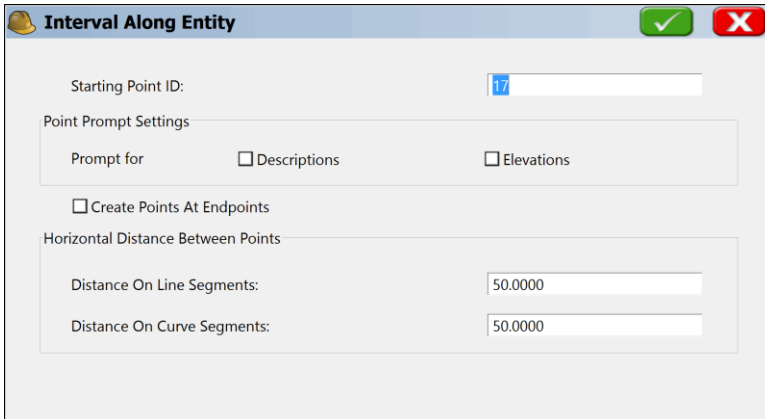 Interval Along Entity
Starting Point ID: 17
Point Prompt Settings
Prompt for Descriptions Elevations
Create Points At Endpoints
Horizontal Distance Between Points
Distance On Line Segments: 50.0000
Distance On Curve Segments: 50.0000